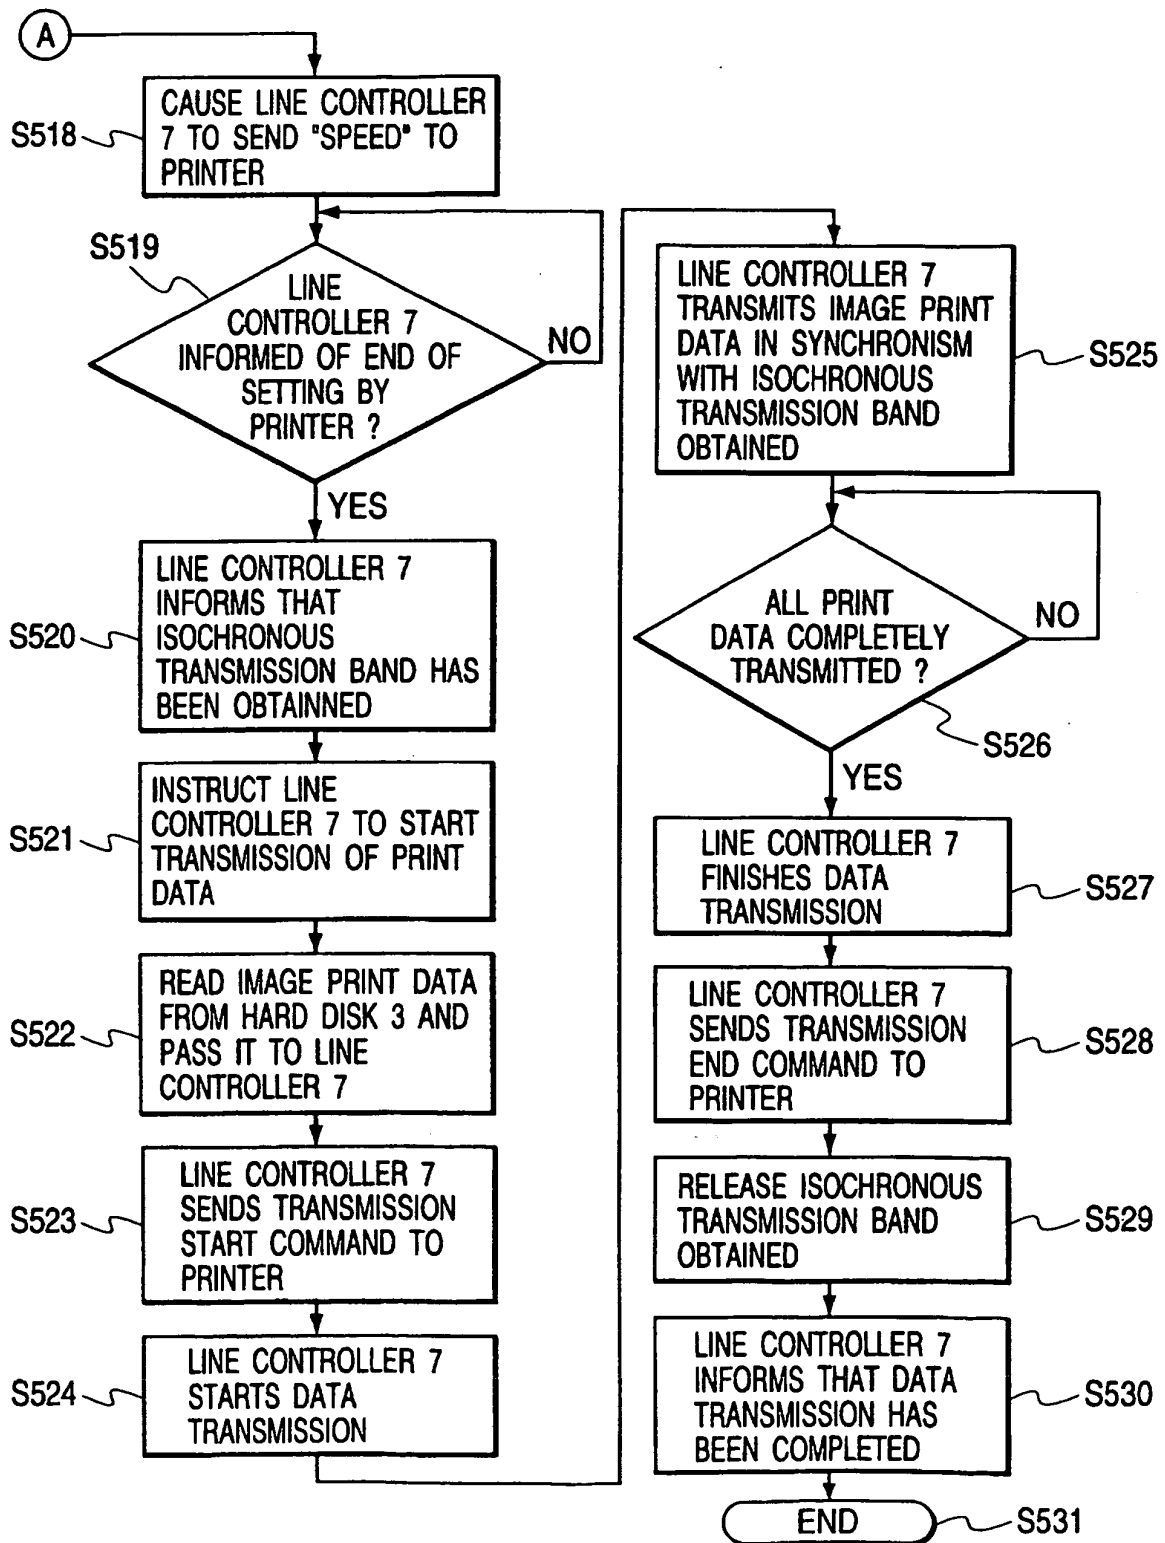 A
S518
CAUSE LINE CONTROLLER
7 TO SEND "SPEED" TO
PRINTER
S519
LINE
CONTROLLER 7
INFORMED OF END OF
SETTING BY
PRINTER ?
NO
YES
S520
LINE CONTROLLER 7
INFORMS THAT
ISOCHRONOUS
TRANSMISSION BAND HAS
BEEN OBTAINNED
S521
INSTRUCT LINE
CONTROLLER 7 TO START
TRANSMISSION OF PRINT
DATA
S522
READ IMAGE PRINT DATA
FROM HARD DISK 3 AND
PASS IT TO LINE
CONTROLLER 7
S523
LINE CONTROLLER 7
SENDS TRANSMISSION
START COMMAND TO
PRINTER
S524
LINE CONTROLLER 7
STARTS DATA
TRANSMISSION
LINE CONTROLLER 7
TRANSMITS IMAGE PRINT
DATA IN SYNCHRONISM
WITH ISOCHRONOUS
TRANSMISSION BAND
OBTAINED
S525
ALL PRINT
DATA COMPLETELY
TRANSMITTED ?
NO
S526
YES
LINE CONTROLLER 7
FINISHES DATA
TRANSMISSION
S527
LINE CONTROLLER 7
SENDS TRANSMISSION
END COMMAND TO
PRINTER
S528
RELEASE ISOCHRONOUS
TRANSMISSION BAND
OBTAINED
S529
LINE CONTROLLER 7
INFORMS THAT DATA
TRANSMISSION HAS
BEEN COMPLETED
S530
END
S531